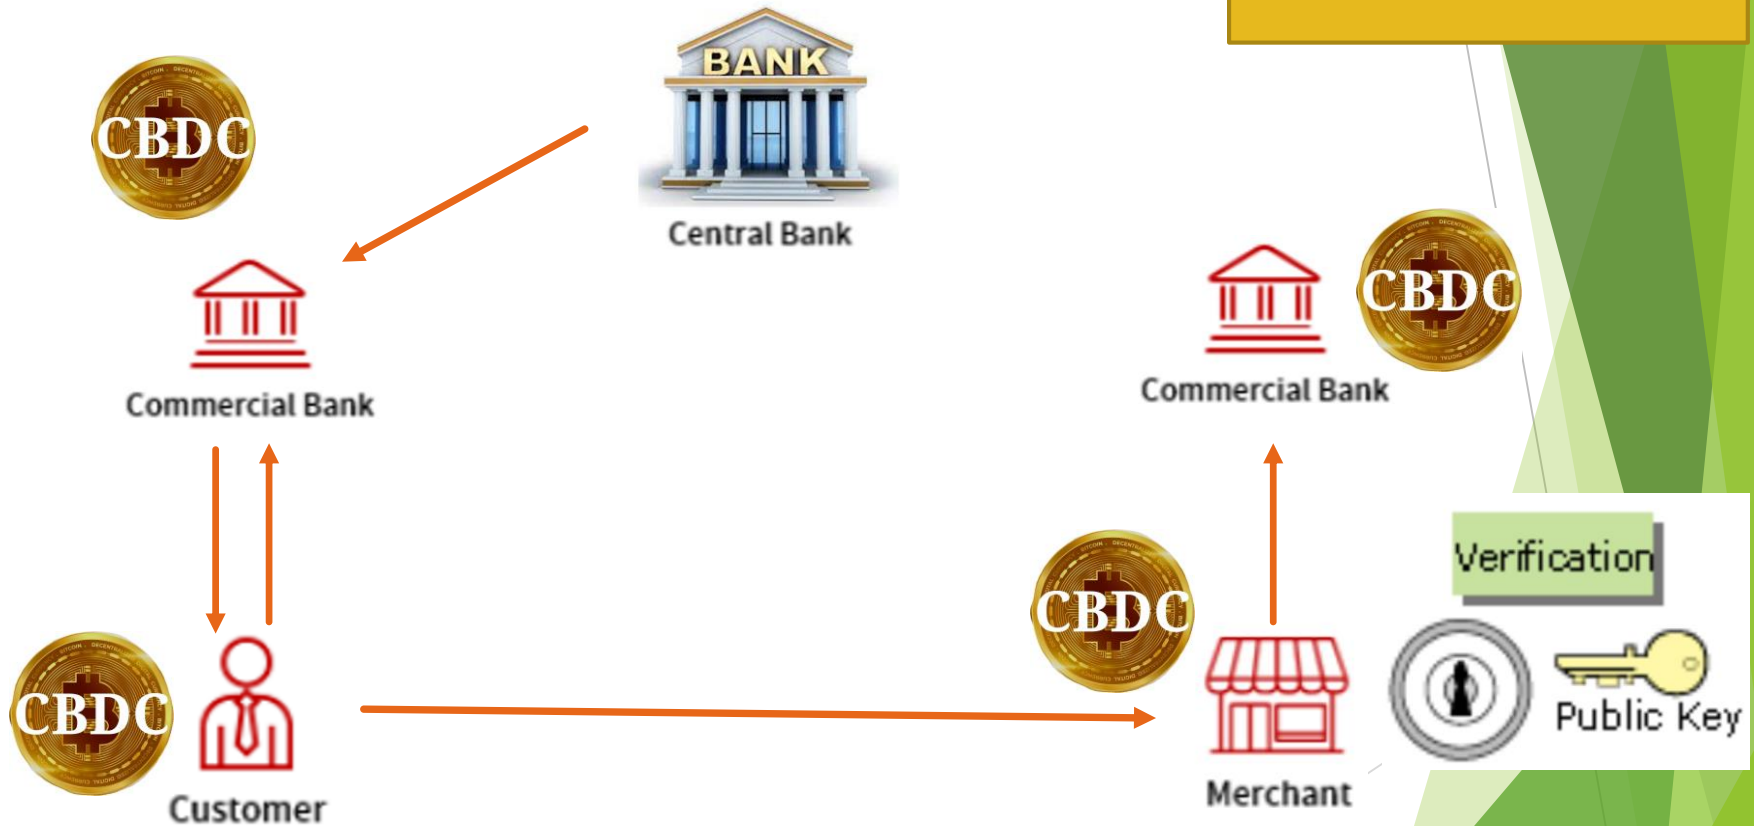 BANK
Central Bank
CBDC
Commercial Bank
CBDC
Commercial Bank
CBDC
Customer
CBDC
Merchant
Verification
Public Key